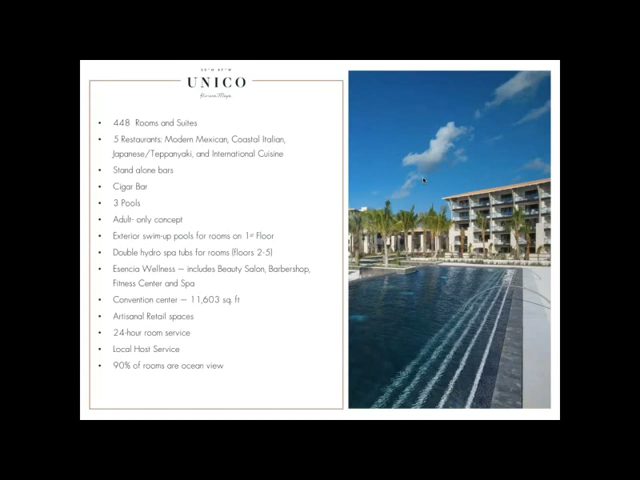 UNICO
Riviera Maya
• 448 Rooms and Suites
• 5 Restaurants: Modern Mexican, Coastal Italian,
Japanese/Teppanyaki, and International Cuisine
• Stand alone bars
• Cigar Bar
• 3 Pools
• Adult- only concept
• Exterior swim-up pools for rooms on 1st Floor
• Double hydro spa tubs for rooms (floors 2-5)
• Esencia Wellness – includes Beauty Salon, Barbershop,
Fitness Center and Spa
• Convention center – 11,603 sq. ft
• Artisanal Retail spaces
• 24-hour room service
• Local Host Service
• 90% of rooms are ocean view